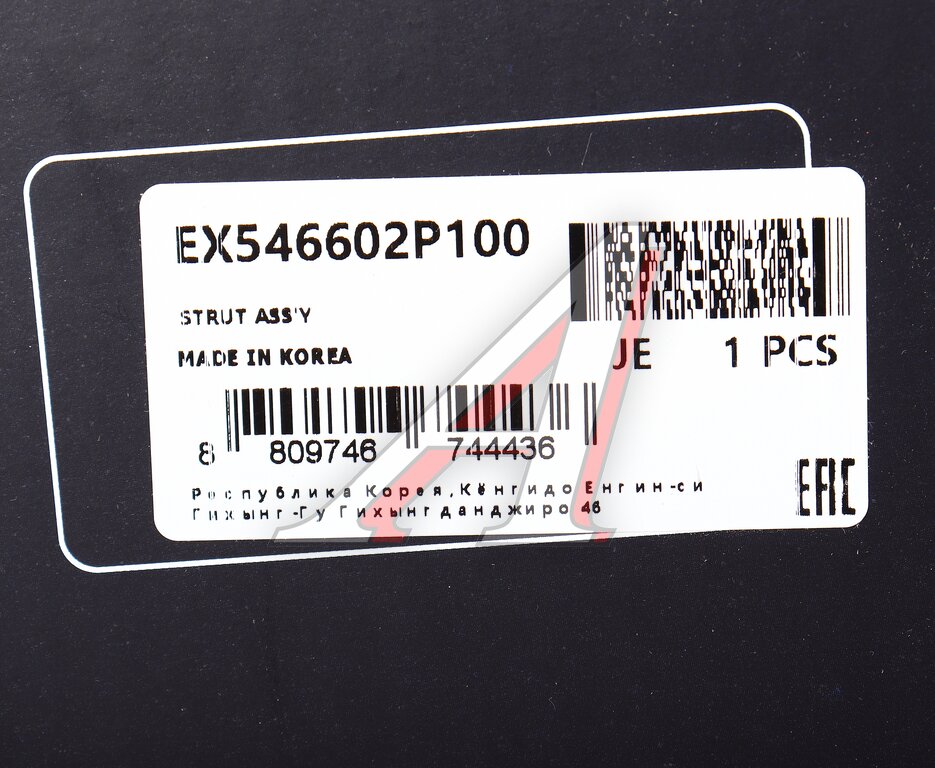 EX546602P100
STRUT ASS'Y
MADE IN KOREA
JE 1 PCS
8 809746 744436
Республика Корея,Кёнгидо Енгин-си
Гихынг-Гу Гихынгданджиро 46
EAC